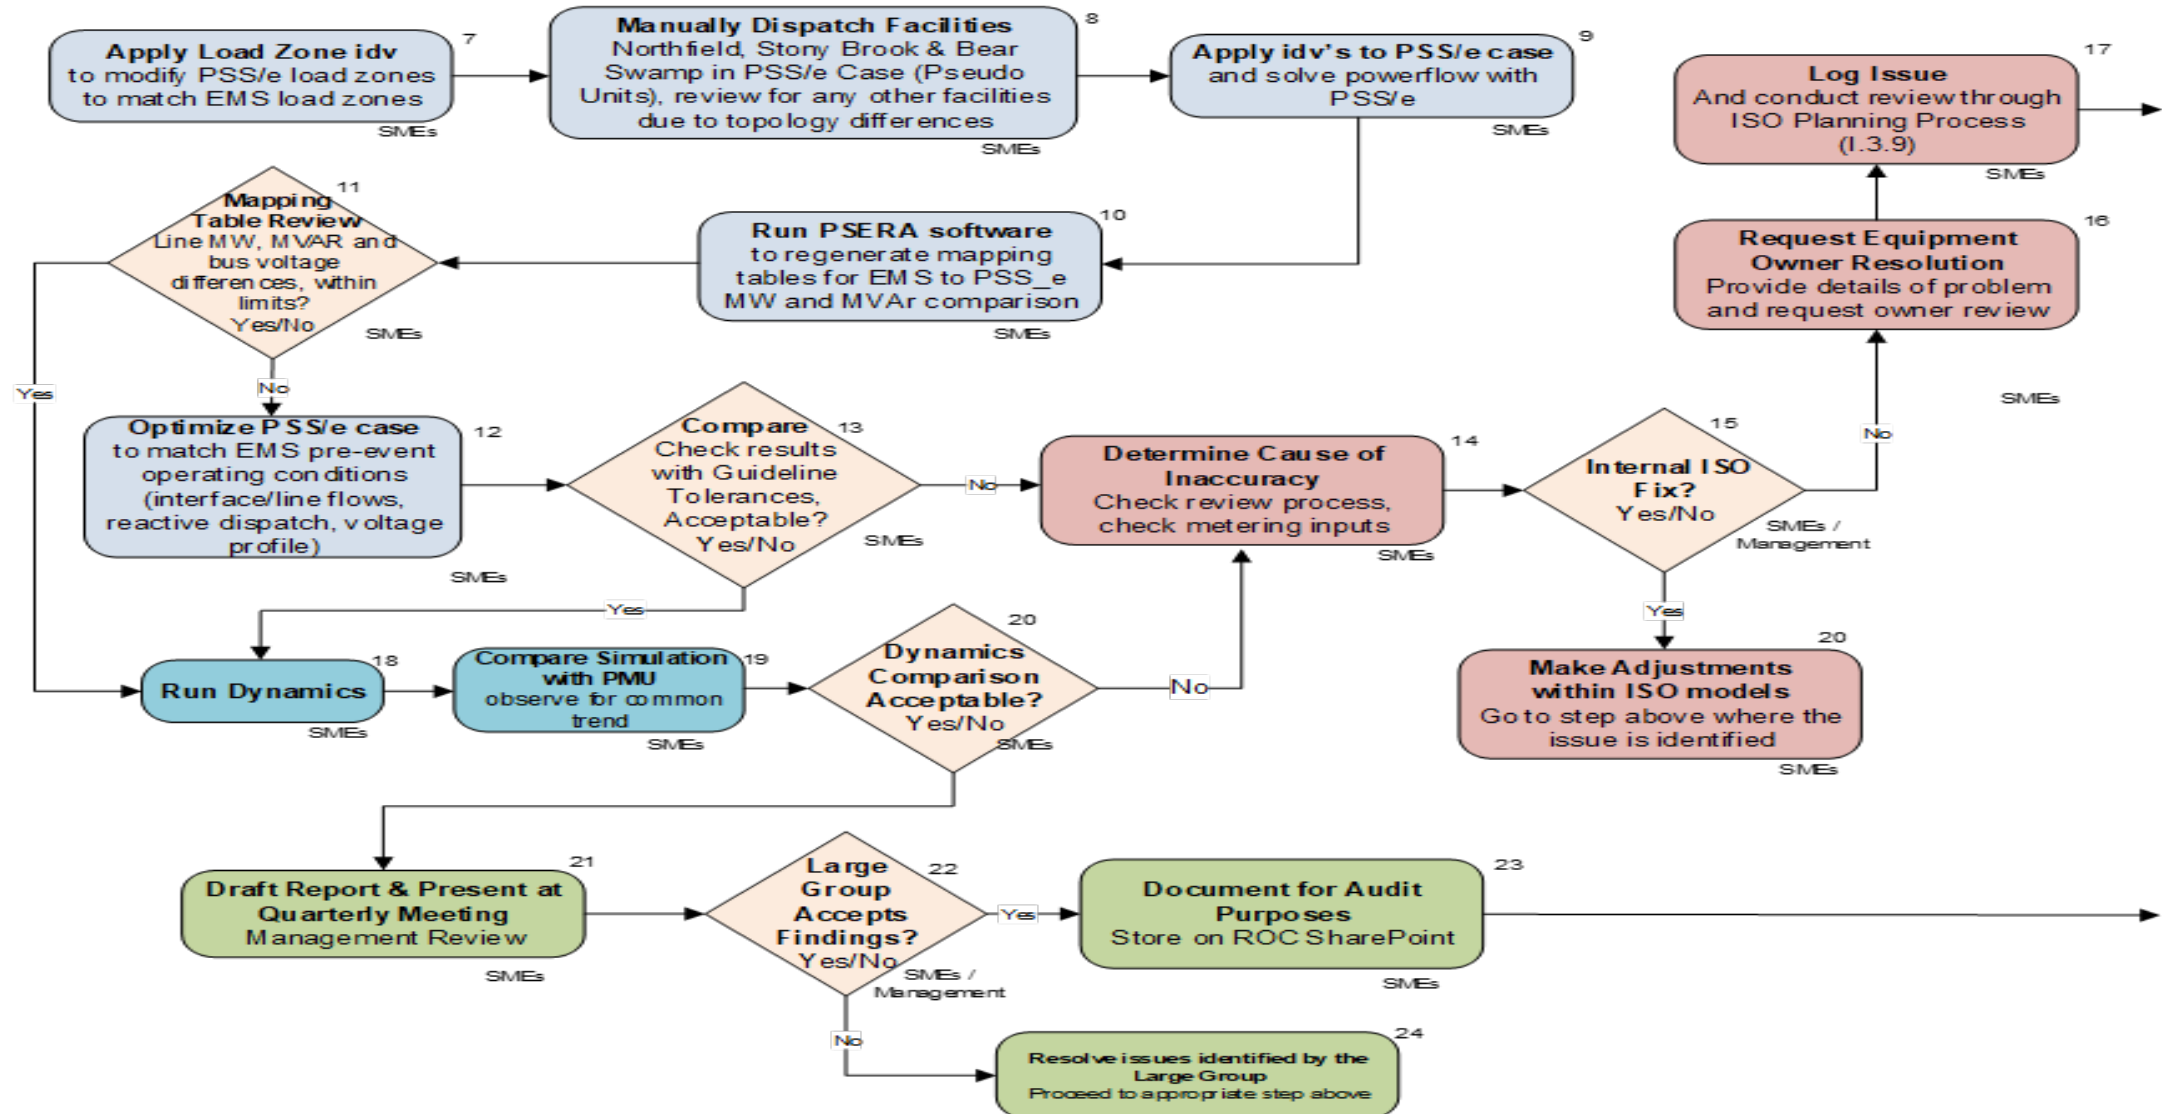 Apply Load Zone idv
to modify PSS/e load zones
to match EMS load zones
7
SMEs
Manually Dispatch Facilities
Northfield, Stony Brook & Bear
Swamp in PSS/e Case (Pseudo
Units), review for any other facilities
due to topology differences
8
SMEs
Apply idv's to PSS/e case
and solve powerflow with
PSS/e
9
SMEs
Log Issue
And conduct review through
ISO Planning Process
(I.3.9)
17
SMEs
Mapping
Table Review
Line MW, MVAR and
bus voltage
differences, within
limits?
Yes/No
11
SMEs
Run PSERA software
to regenerate mapping
tables for EMS to PSS_e
MW and MVAr comparison
10
SMEs
Request Equipment
Owner Resolution
Provide details of problem
and request owner review
16
SMEs
Yes
No
Optimize PSS/e case
to match EMS pre-event
operating conditions
(interface/line flows,
reactive dispatch, voltage
profile)
12
SMEs
Compare
Check results
with Guideline
Tolerances,
Acceptable?
Yes/No
13
SMEs
No
Determine Cause of
Inaccuracy
Check review process,
check metering inputs
14
SMEs
Internal ISO
Fix?
Yes/No
15
SMEs /
Management
No
Yes
Yes
Run Dynamics
18
SMEs
Compare Simulation
with PMU
observe for common
trend
19
SMEs
Dynamics
Comparison
Acceptable?
Yes/No
20
SMEs
No
Make Adjustments
within ISO models
Go to step above where the
issue is identified
20
SMEs
Draft Report & Present at
Quarterly Meeting
Management Review
21
SMEs
Large
Group
Accepts
Findings?
Yes/No
22
SMEs /
Management
Yes
Document for Audit
Purposes
Store on ROC SharePoint
23
SMEs
No
Resolve issues identified by the
Large Group
Proceed to appropriate step above
24